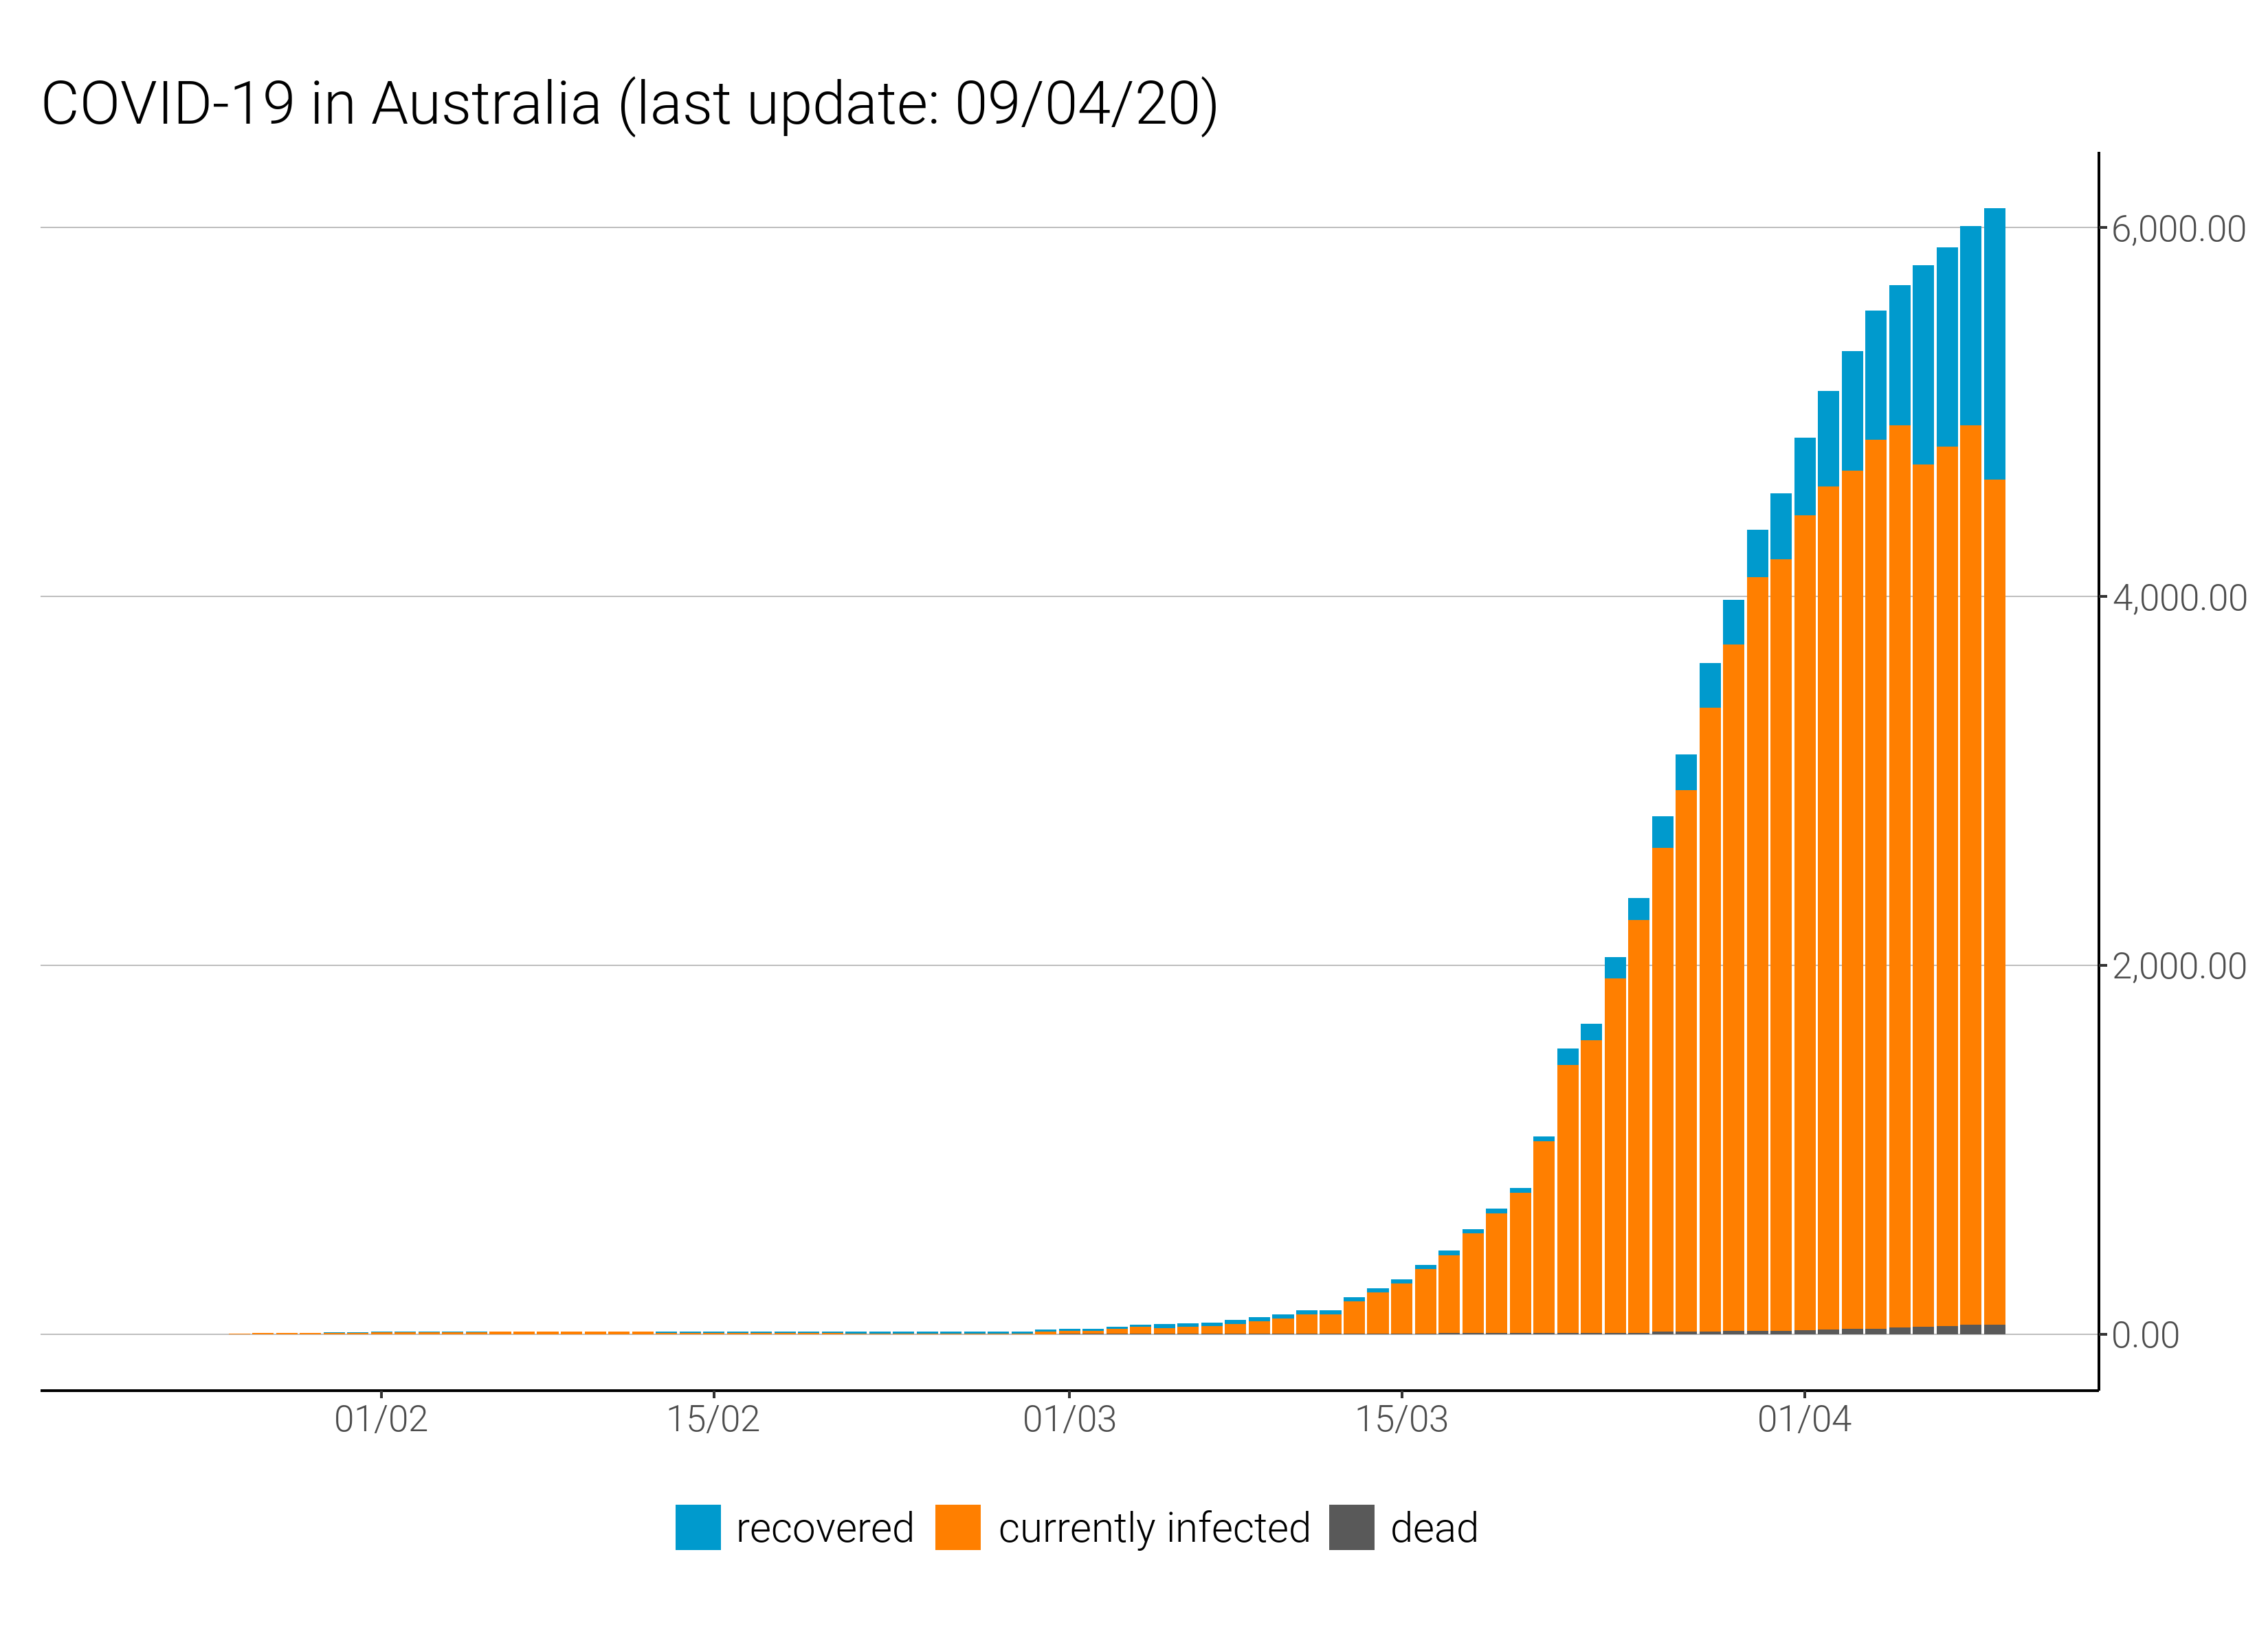 COVID-19 in Australia (last update: 09/04/20)
6,000.00
4,000.00
2,000.00
0.00
01/02 15/02 01/03 15/03 01/04
recovered currently infected dead